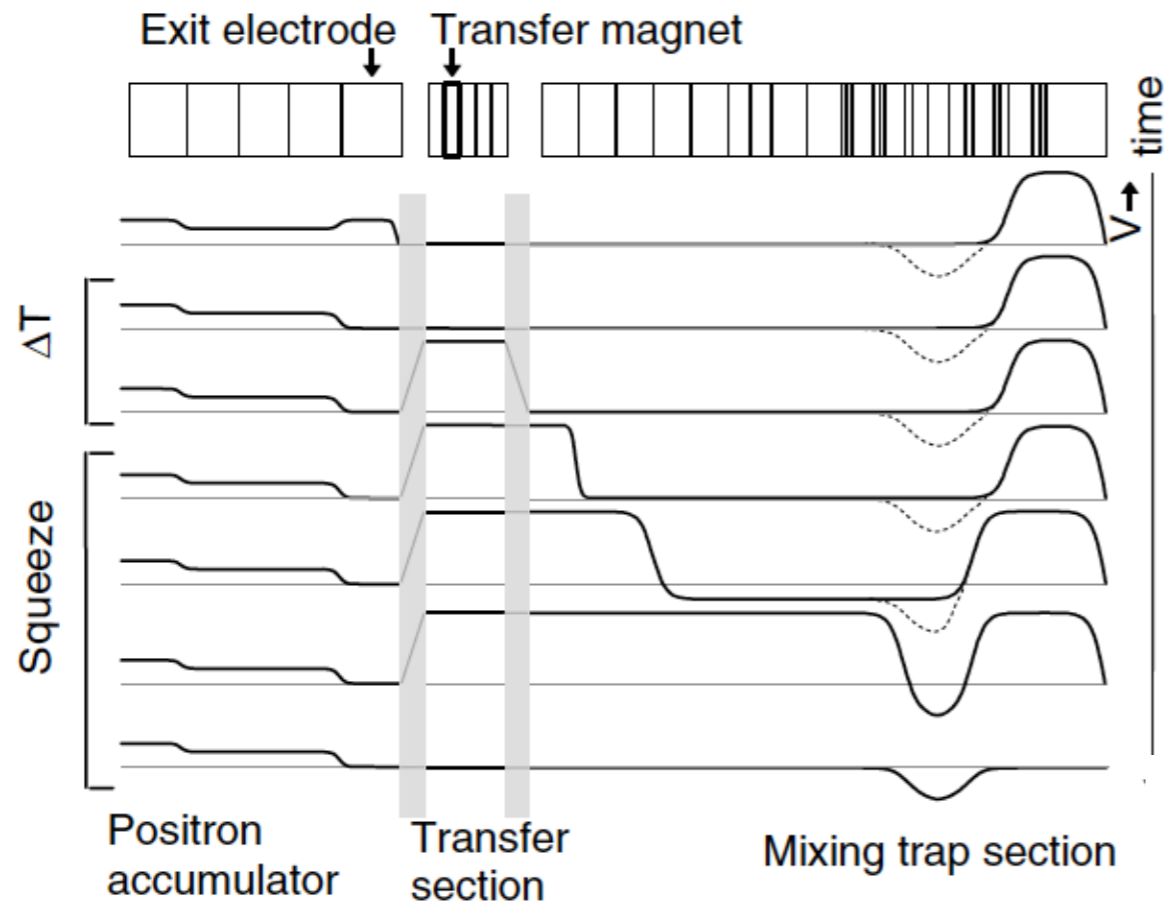 Exit electrode
Transfer magnet
time
V
ΔT
Squeeze
Positron
accumulator
Transfer
section
Mixing trap section